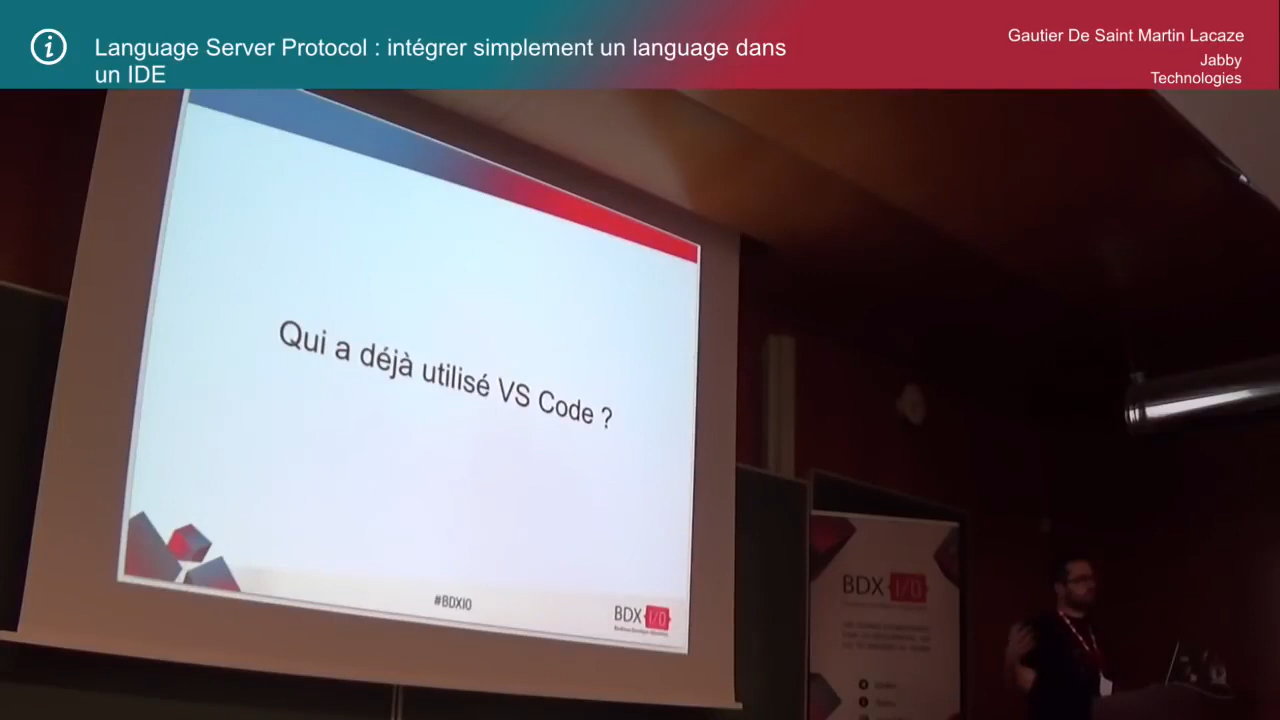 Language Server Protocol : intégrer simplement un language dans
un IDE
Gautier De Saint Martin Lacaze
Jabby
Technologies
Qui a déjà utilisé VS Code ?
#BDXIO
BDX I/O
BDX I/O